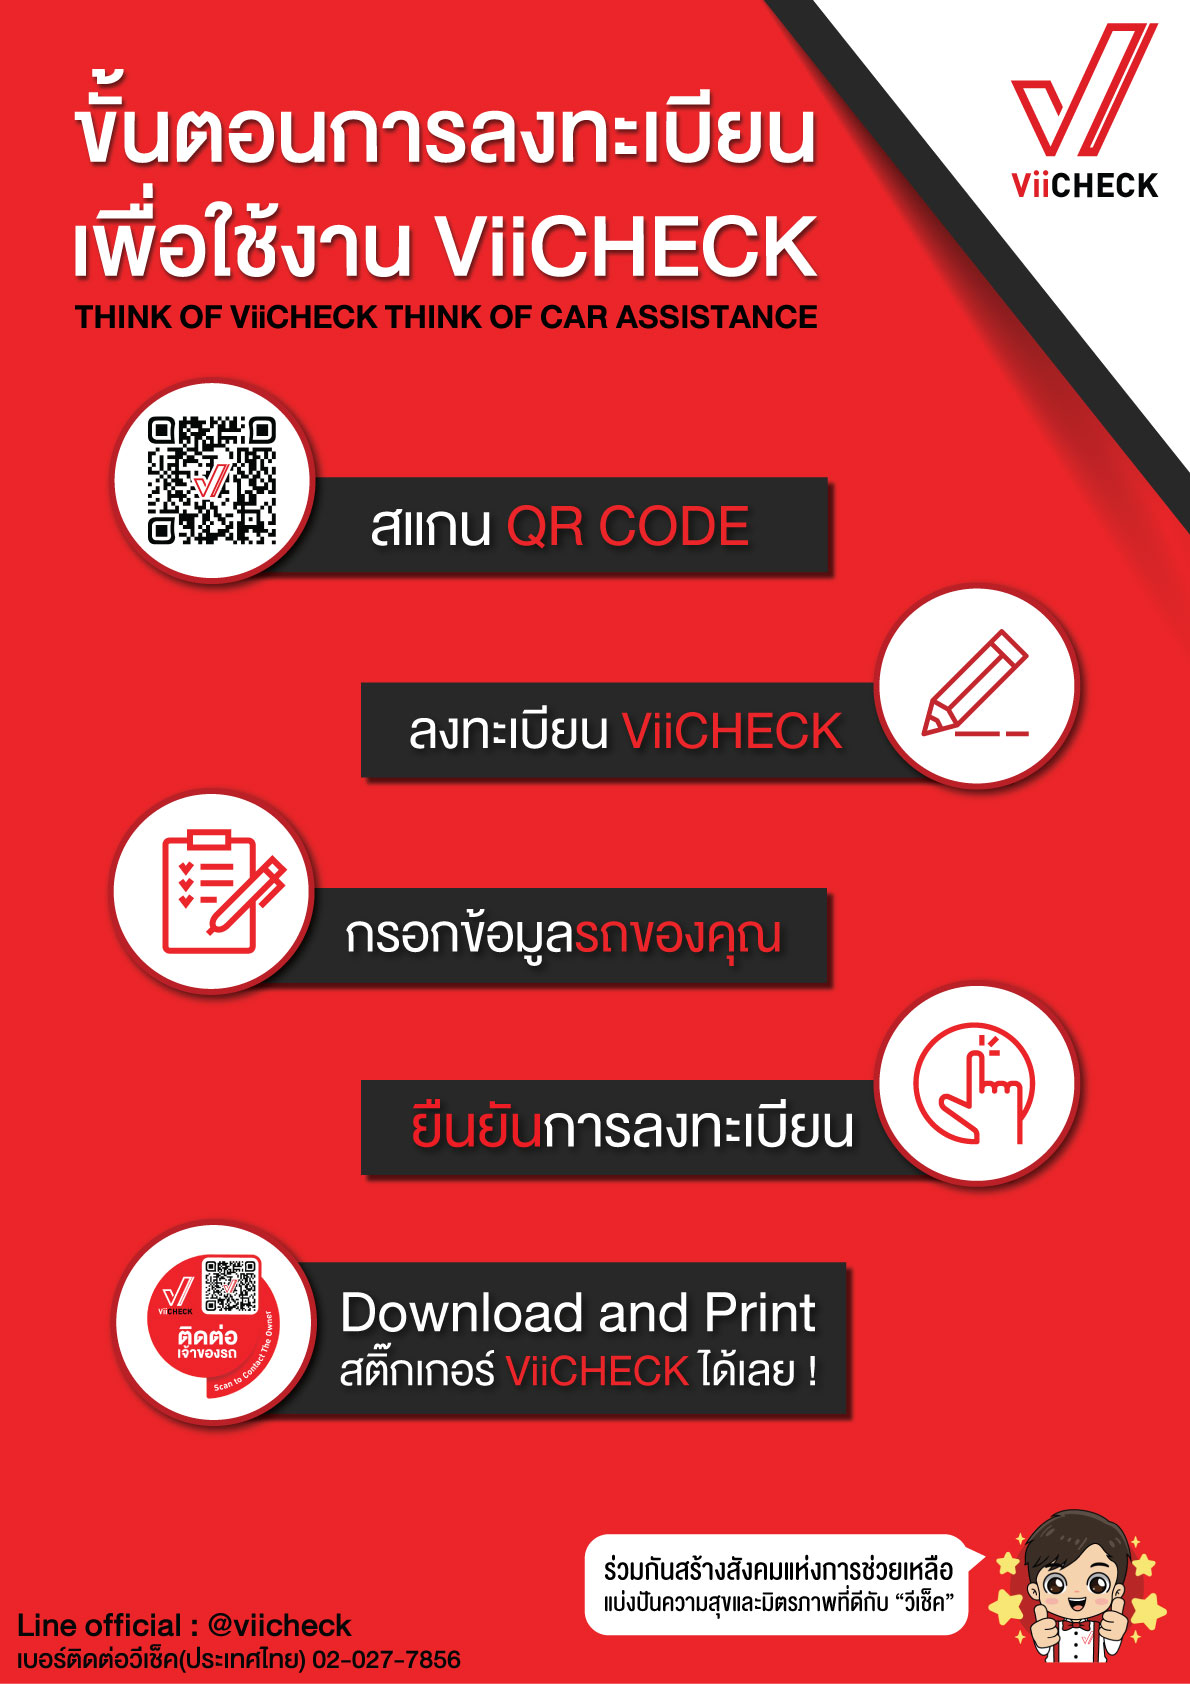 ViiCHECK
ขั้นตอนการลงทะเบียน
เพื่อใช้งาน ViiCHECK
THINK OF ViiCHECK THINK OF CAR ASSISTANCE
สแกน QR CODE
ลงทะเบียน ViiCHECK
กรอกข้อมูลรถของคุณ
ยืนยันการลงทะเบียน
ViiCHECK
ติดต่อ
เจ้าของรถ
Scan to Contact The Owner
Download and Print
สติ๊กเกอร์ ViiCHECK ได้เลย !
ร่วมกันสร้างสังคมแห่งการช่วยเหลือ
แบ่งปันความสุขและมิตรภาพที่ดีกับ “วีเช็ค”
Line official : @viicheck
เบอร์ติดต่อวีเช็ค(ประเทศไทย) 02-027-7856